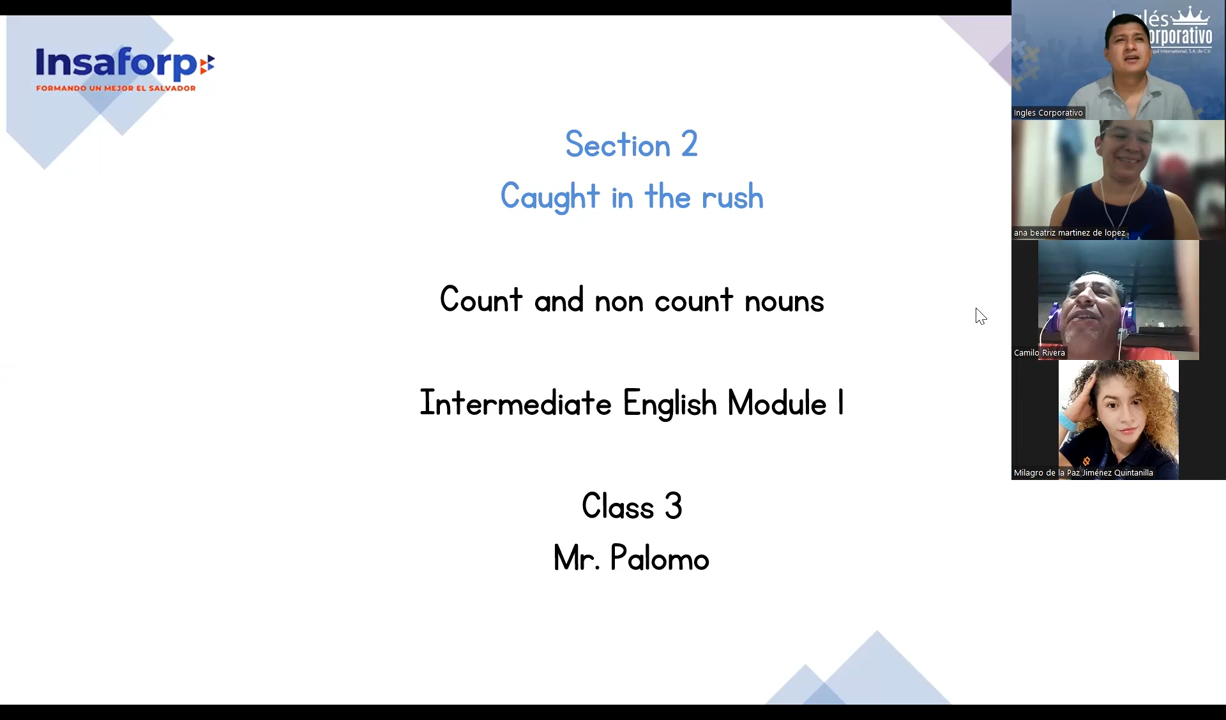 Insaforp
FORMANDO UN MEJOR EL SALVADOR
Section 2
Caught in the rush
Count and non count nouns
Intermediate English Module 1
Class 3
Mr. Palomo
Inglés
Corporativo
Ingles Corporativo
ana beatriz martinez de lopez
Camilo Rivera
Milagro de la Paz Jiménez Quintanilla